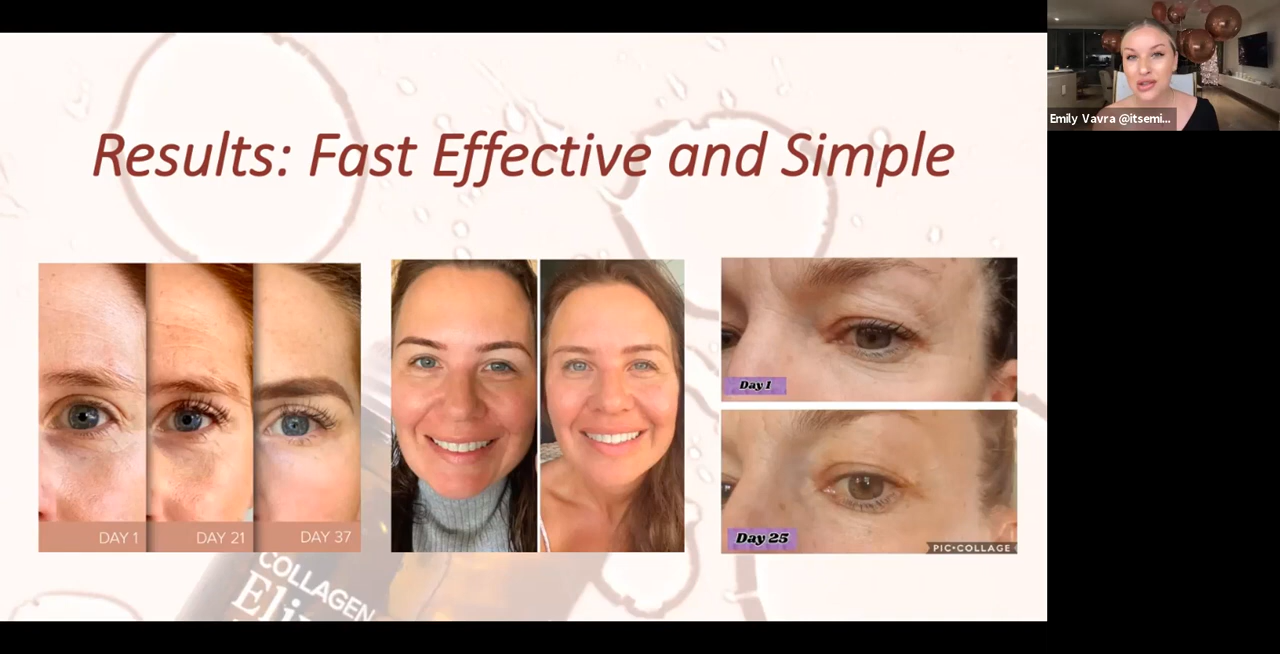 Results: Fast Effective and Simple
Emily Vavra @itsemi...
DAY 1
DAY 21
DAY 37
Day 1
Day 25
PIC•COLLAGE
COLLAGEN